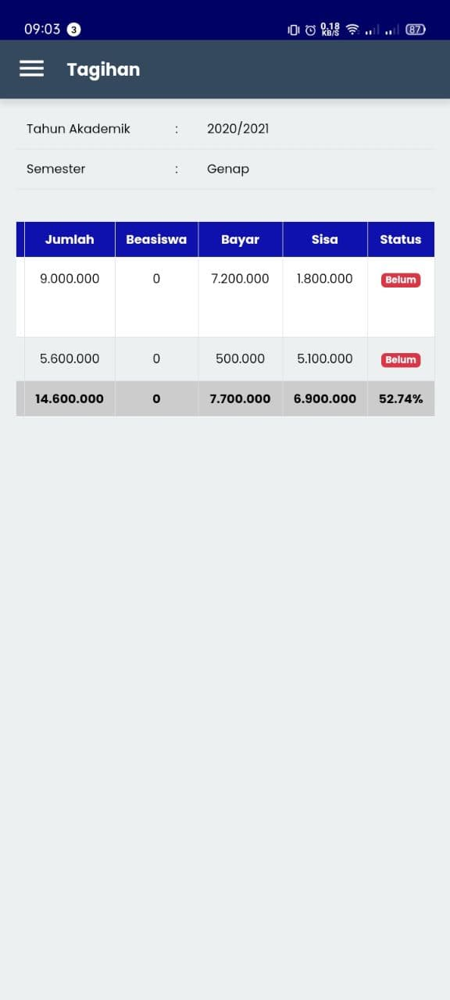 09:03 3 0.18 KB/S 87
Tagihan
Tahun Akademik : 2020/2021
Semester : Genap
Jumlah Beasiswa Bayar Sisa Status
9.000.000 0 7.200.000 1.800.000 Belum
5.600.000 0 500.000 5.100.000 Belum
14.600.000 0 7.700.000 6.900.000 52.74%